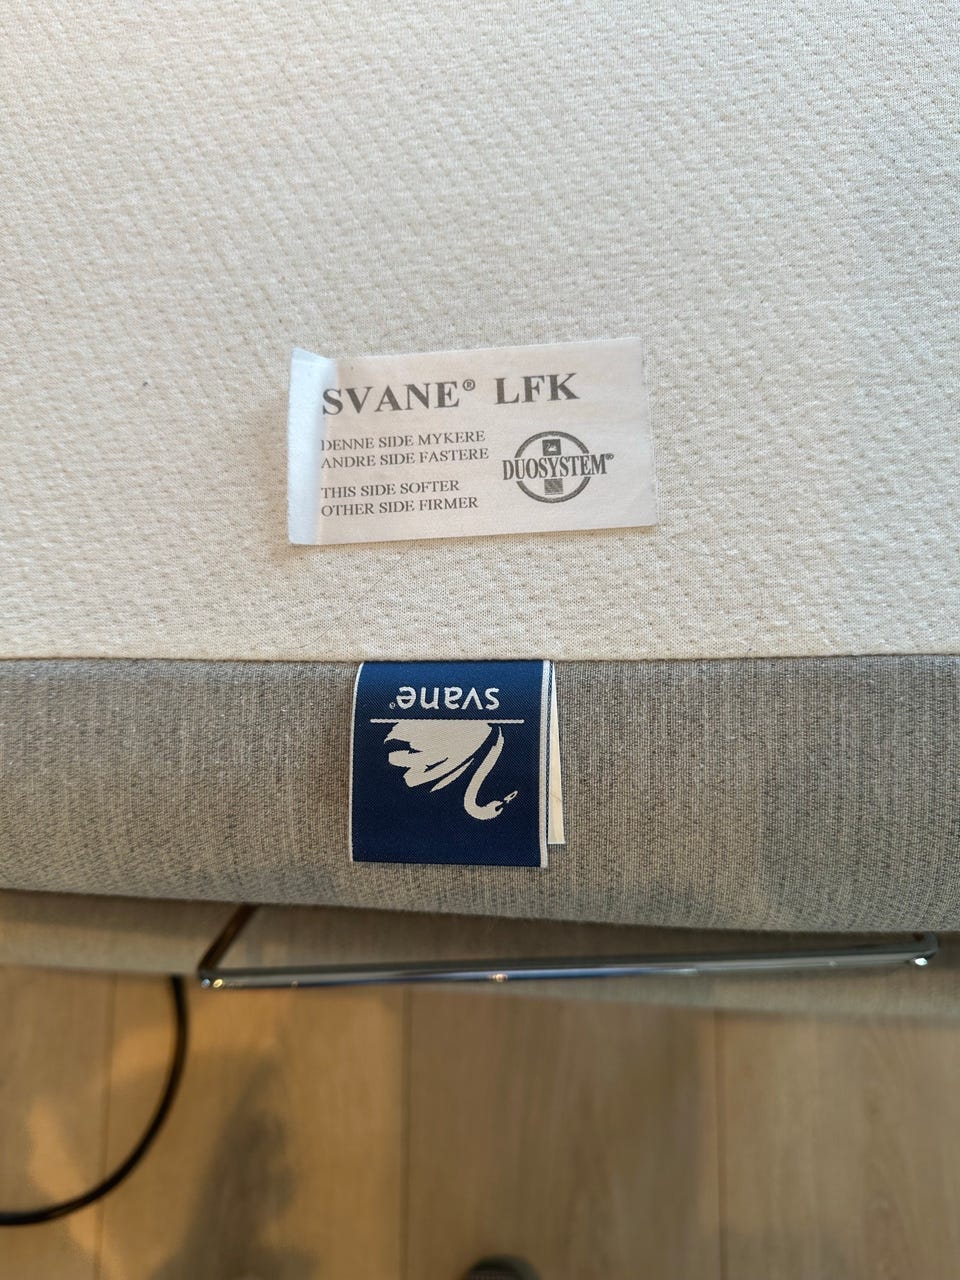 SVANE® LFK
DENNE SIDE MYKERE
ANDRE SIDE FASTERE
THIS SIDE SOFTER
OTHER SIDE FIRMER
DUOSYSTEM®
svane®